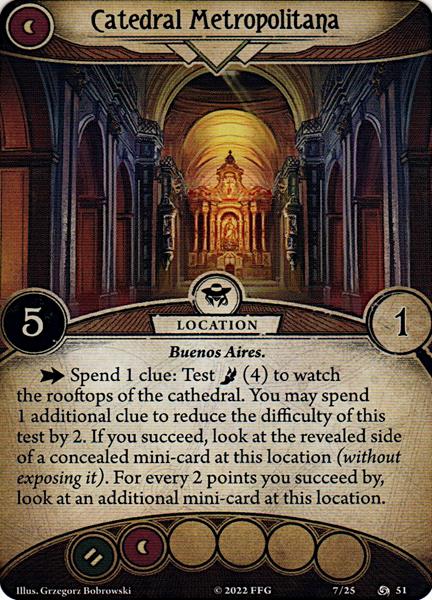 Catedral Metropolitana
5
LOCATION
1
Buenos Aires.
Spend 1 clue: Test (4) to watch
the rooftops of the cathedral. You may spend
1 additional clue to reduce the difficulty of this
test by 2. If you succeed, look at the revealed side
of a concealed mini-card at this location (without
exposing it). For every 2 points you succeed by,
look at an additional mini-card at this location.
Illus. Grzegorz Bobrowski © 2022 FFG 7/25 51